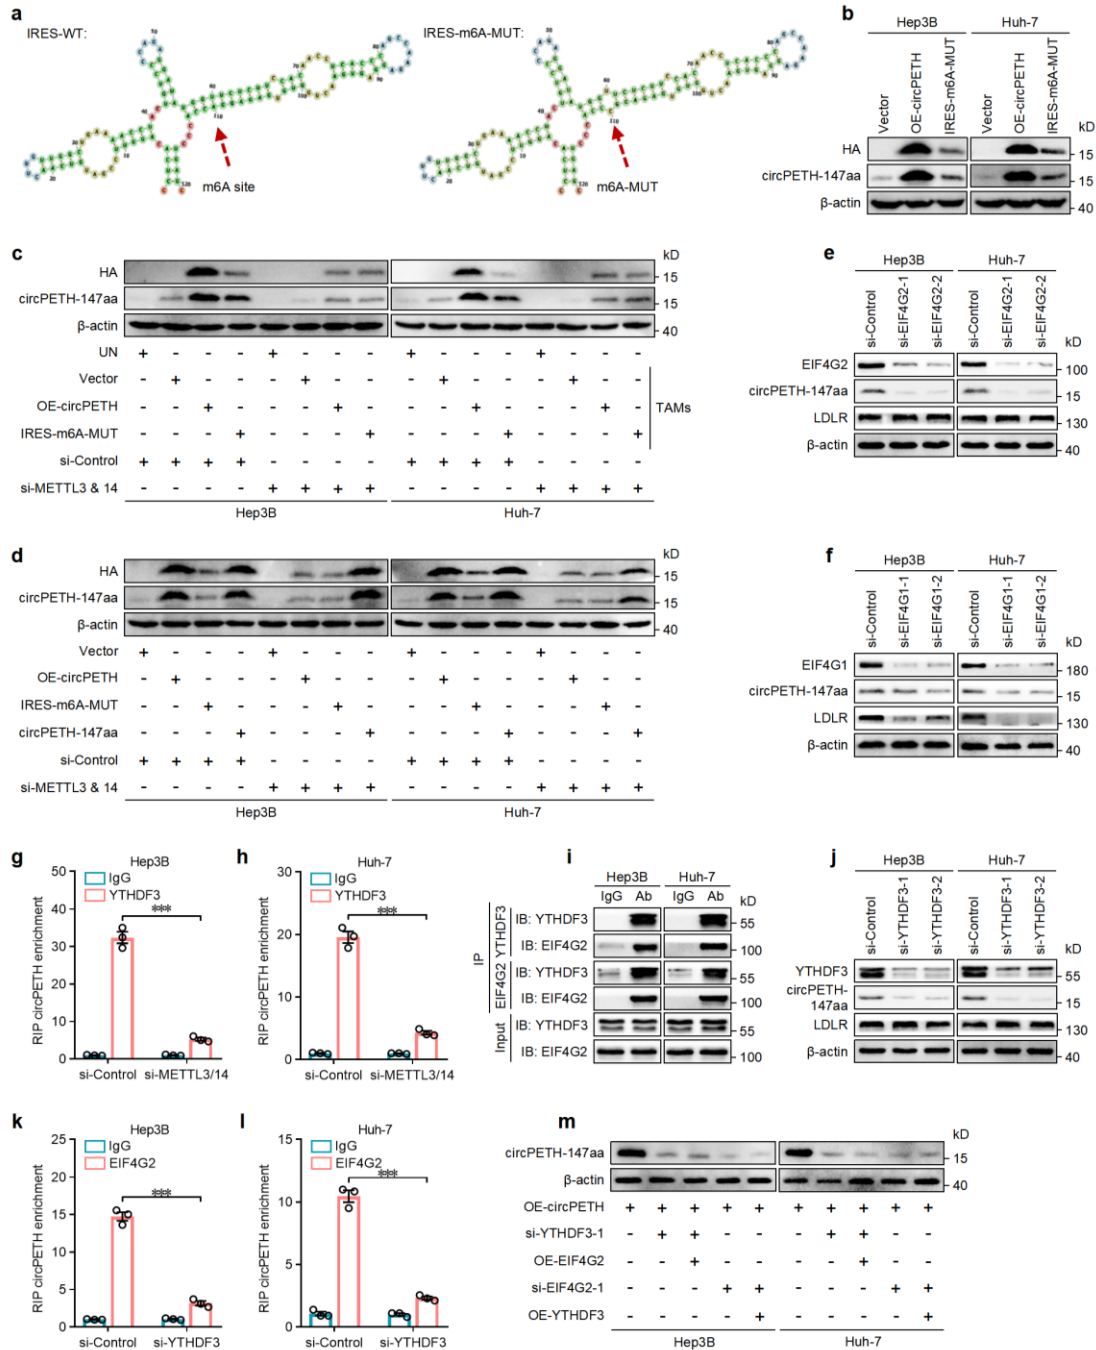 a
IRES-WT:
m6A site
IRES-m6A-MUT:
m6A-MUT
b
Hep3B Huh-7
Vector OE-circPETH IRES-m6A-MUT Vector OE-circPETH IRES-m6A-MUT kD
HA 15
circPETH-147aa 15
β-actin 40
c
kD
HA 15
circPETH-147aa 15
β-actin 40
UN + - - - + - - - + - - - + - - -
Vector - + - - - + - - - + - - - + - -
OE-circPETH - - + - - - + - - - + - - - + -
IRES-m6A-MUT - - - + - - - + - - - + - - - +
TAMs
si-Control + + + + - - - - + + + + - - - -
si-METTL3 & 14 - - - - + + + + - - - - + + + +
Hep3B Huh-7
e
Hep3B Huh-7
si-Control si-EIF4G2-1 si-EIF4G2-2 si-Control si-EIF4G2-1 si-EIF4G2-2 kD
EIF4G2 100
circPETH-147aa 15
LDLR 130
β-actin 40
d
kD
HA 15
circPETH-147aa 15
β-actin 40
Vector + - - - + - - - + - - - + - - -
OE-circPETH - + - - - + - - - + - - - + - -
IRES-m6A-MUT - - + - - - + - - - + - - - + -
circPETH-147aa - - - + - - - + - - - + - - - +
si-Control + + + + - - - - + + + + - - - -
si-METTL3 & 14 - - - - + + + + - - - - + + + +
Hep3B Huh-7
f
Hep3B Huh-7
si-Control si-EIF4G1-1 si-EIF4G1-2 si-Control si-EIF4G1-1 si-EIF4G1-2 kD
EIF4G1 180
circPETH-147aa 15
LDLR 130
β-actin 40
g
Hep3B
RIP circPETH enrichment
50
40
30
20
10
0
IgG
YTHDF3
***
si-Control si-METTL3/14
h
Huh-7
RIP circPETH enrichment
30
20
10
0
IgG
YTHDF3
***
si-Control si-METTL3/14
i
Hep3B Huh-7
IgG Ab IgG Ab kD
IP
YTHDF3
IB: YTHDF3 55
IB: EIF4G2 100
EIF4G2
IB: YTHDF3 55
IB: EIF4G2 100
Input
IB: YTHDF3 55
IB: EIF4G2 100
j
Hep3B Huh-7
si-Control si-YTHDF3-1 si-YTHDF3-2 si-Control si-YTHDF3-1 si-YTHDF3-2 kD
YTHDF3 55
circPETH-
147aa 15
LDLR 130
β-actin 40
k
Hep3B
RIP circPETH enrichment
25
20
15
10
5
0
IgG
EIF4G2
***
si-Control si-YTHDF3
l
Huh-7
RIP circPETH enrichment
15
10
5
0
IgG
EIF4G2
***
si-Control si-YTHDF3
m
kD
circPETH-147aa 15
β-actin 40
OE-circPETH + + + + + + + + + +
si-YTHDF3-1 - + + - - - + + - -
OE-EIF4G2 - - + - - - - + - -
si-EIF4G2-1 - - - + + - - - + +
OE-YTHDF3 - - - - + - - - - +
Hep3B Huh-7